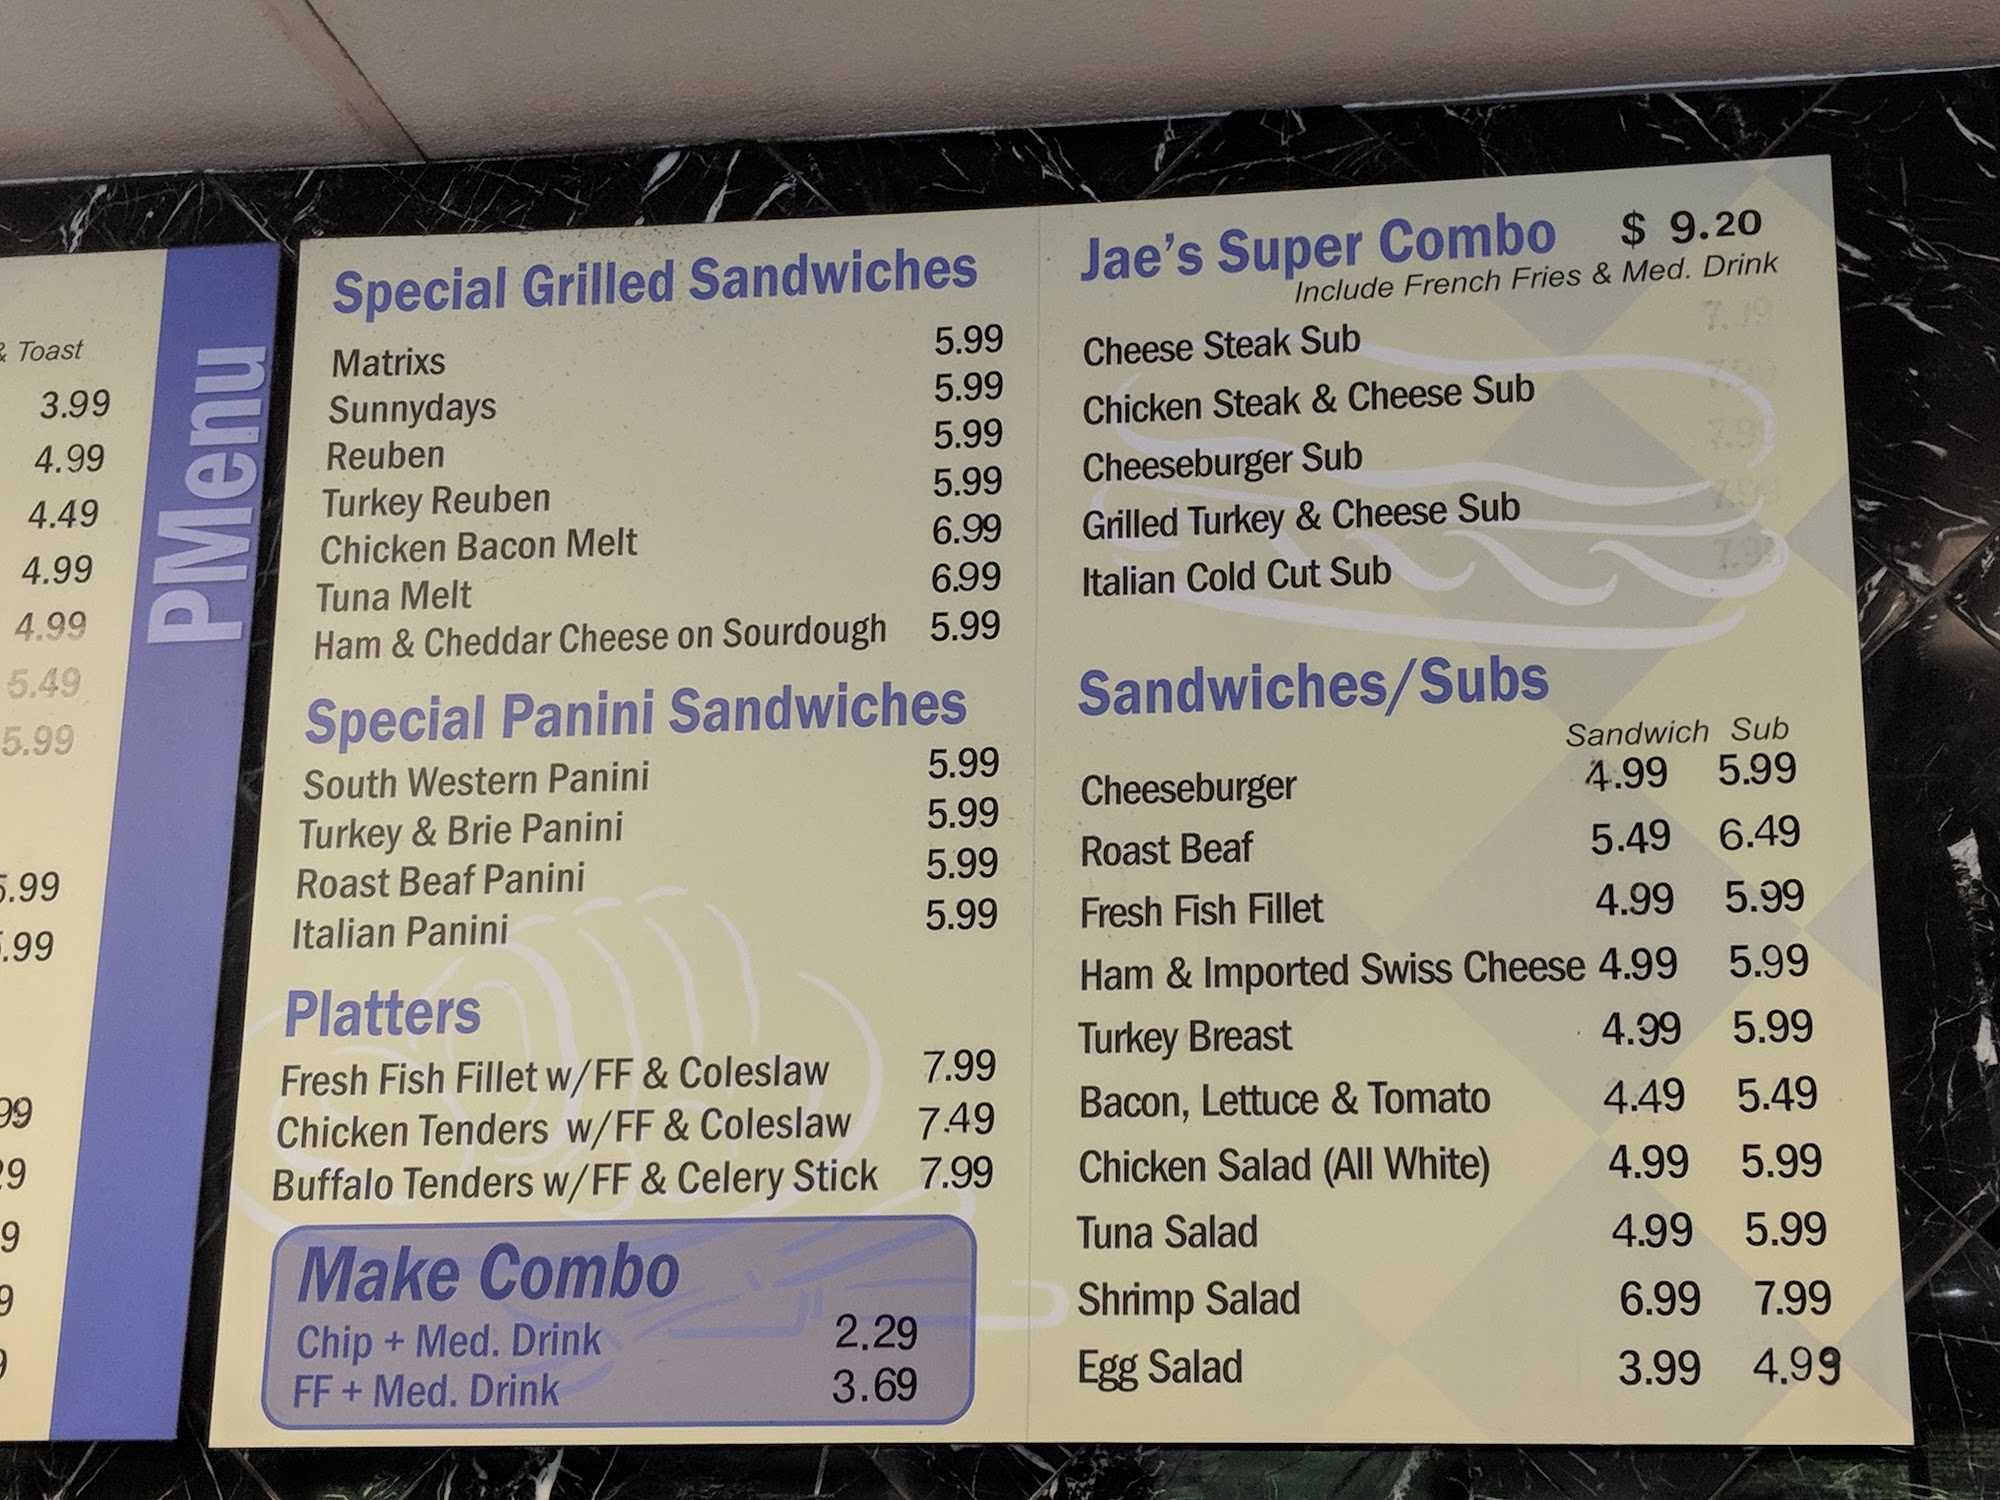 & Toast
3.99
4.99
4.49
4.99
4.99
5.49
5.99
PMenu
Special Grilled Sandwiches
Matrixs 5.99
Sunnydays 5.99
Reuben 5.99
Turkey Reuben 5.99
Chicken Bacon Melt 6.99
Tuna Melt 6.99
Ham & Cheddar Cheese on Sourdough 5.99
Special Panini Sandwiches
South Western Panini 5.99
Turkey & Brie Panini 5.99
Roast Beaf Panini 5.99
Italian Panini 5.99
Platters
Fresh Fish Fillet w/FF & Coleslaw 7.99
Chicken Tenders w/FF & Coleslaw 7.49
Buffalo Tenders w/FF & Celery Stick 7.99
Make Combo
Chip + Med. Drink 2.29
FF + Med. Drink 3.69
Jae's Super Combo $ 9.20
Include French Fries & Med. Drink
Cheese Steak Sub
Chicken Steak & Cheese Sub
Cheeseburger Sub
Grilled Turkey & Cheese Sub
Italian Cold Cut Sub
Sandwiches/Subs
Sandwich Sub
Cheeseburger 4.99 5.99
Roast Beaf 5.49 6.49
Fresh Fish Fillet 4.99 5.99
Ham & Imported Swiss Cheese 4.99 5.99
Turkey Breast 4.99 5.99
Bacon, Lettuce & Tomato 4.49 5.49
Chicken Salad (All White) 4.99 5.99
Tuna Salad 4.99 5.99
Shrimp Salad 6.99 7.99
Egg Salad 3.99 4.99